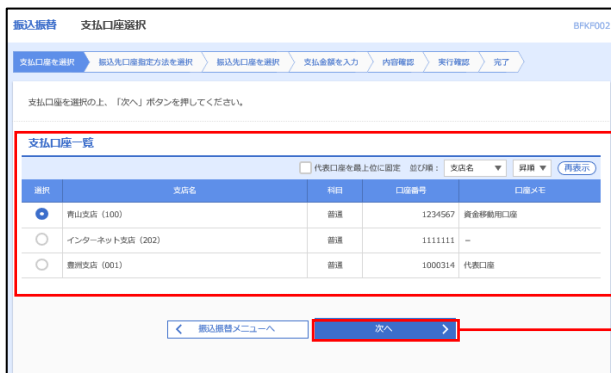 振込振替 支払口座選択 BFKF002
支払口座を選択 振込先口座指定方法を選択 振込先口座を選択 支払金額を入力 内容確認 実行確認 完了
支払口座を選択の上、「次へ」ボタンを押してください。
支払口座一覧
代表口座を最上位に固定 並び順： 支店名 ▼ 昇順 ▼ 再表示
選択 支店名 科目 口座番号 口座メモ
青山支店（100） 普通 1234567 資金移動用口座
インターネット支店（202） 普通 1111111 －
豊洲支店（001） 普通 1000314 代表口座
振込振替メニューへ 次へ